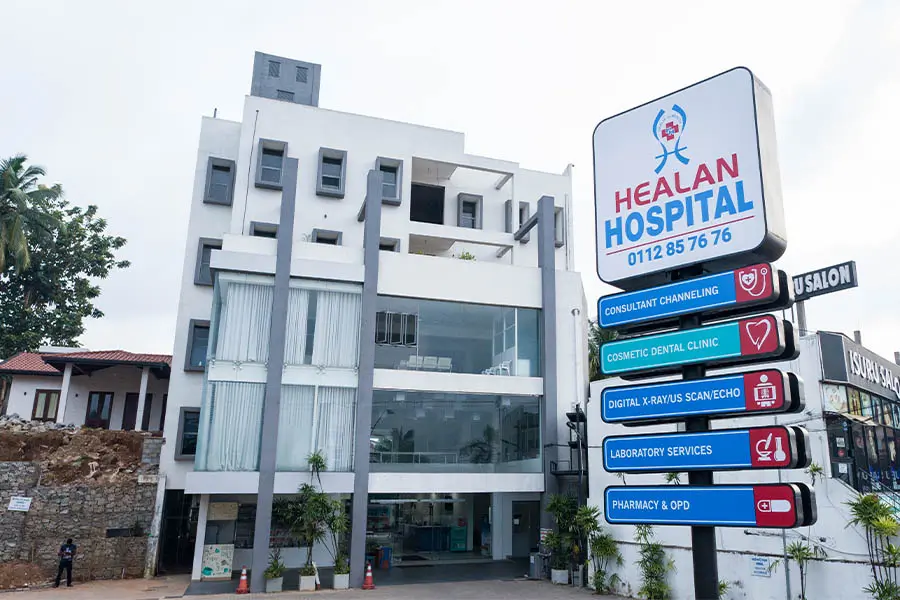 HEALAN
HOSPITAL
0112 85 76 76
CONSULTANT CHANNELING
COSMETIC DENTAL CLINIC
DIGITAL X-RAY/US SCAN/ECHO
LABORATORY SERVICES
PHARMACY & OPD
U SALON
ISURU SALO